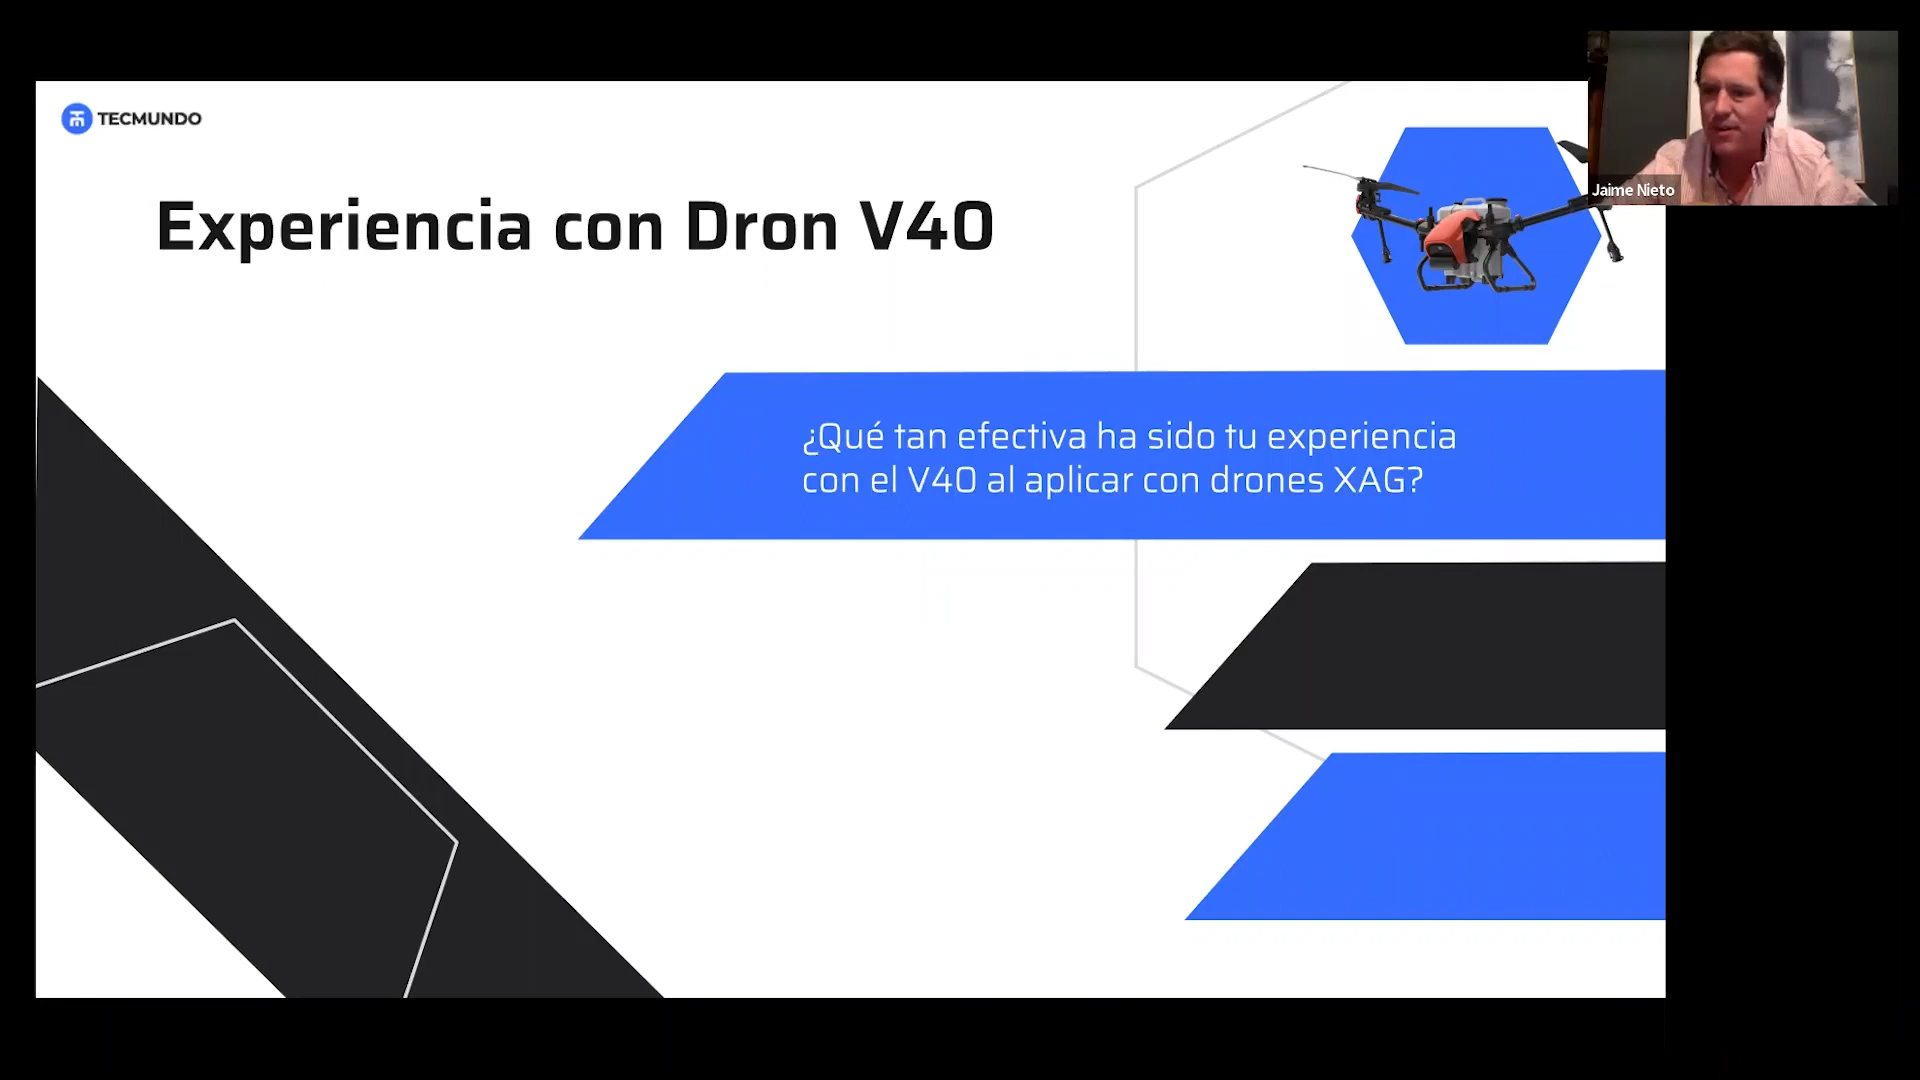 TECMUNDO
Experiencia con Dron V40
¿Qué tan efectiva ha sido tu experiencia
con el V40 al aplicar con drones XAG?
Jaime Nieto